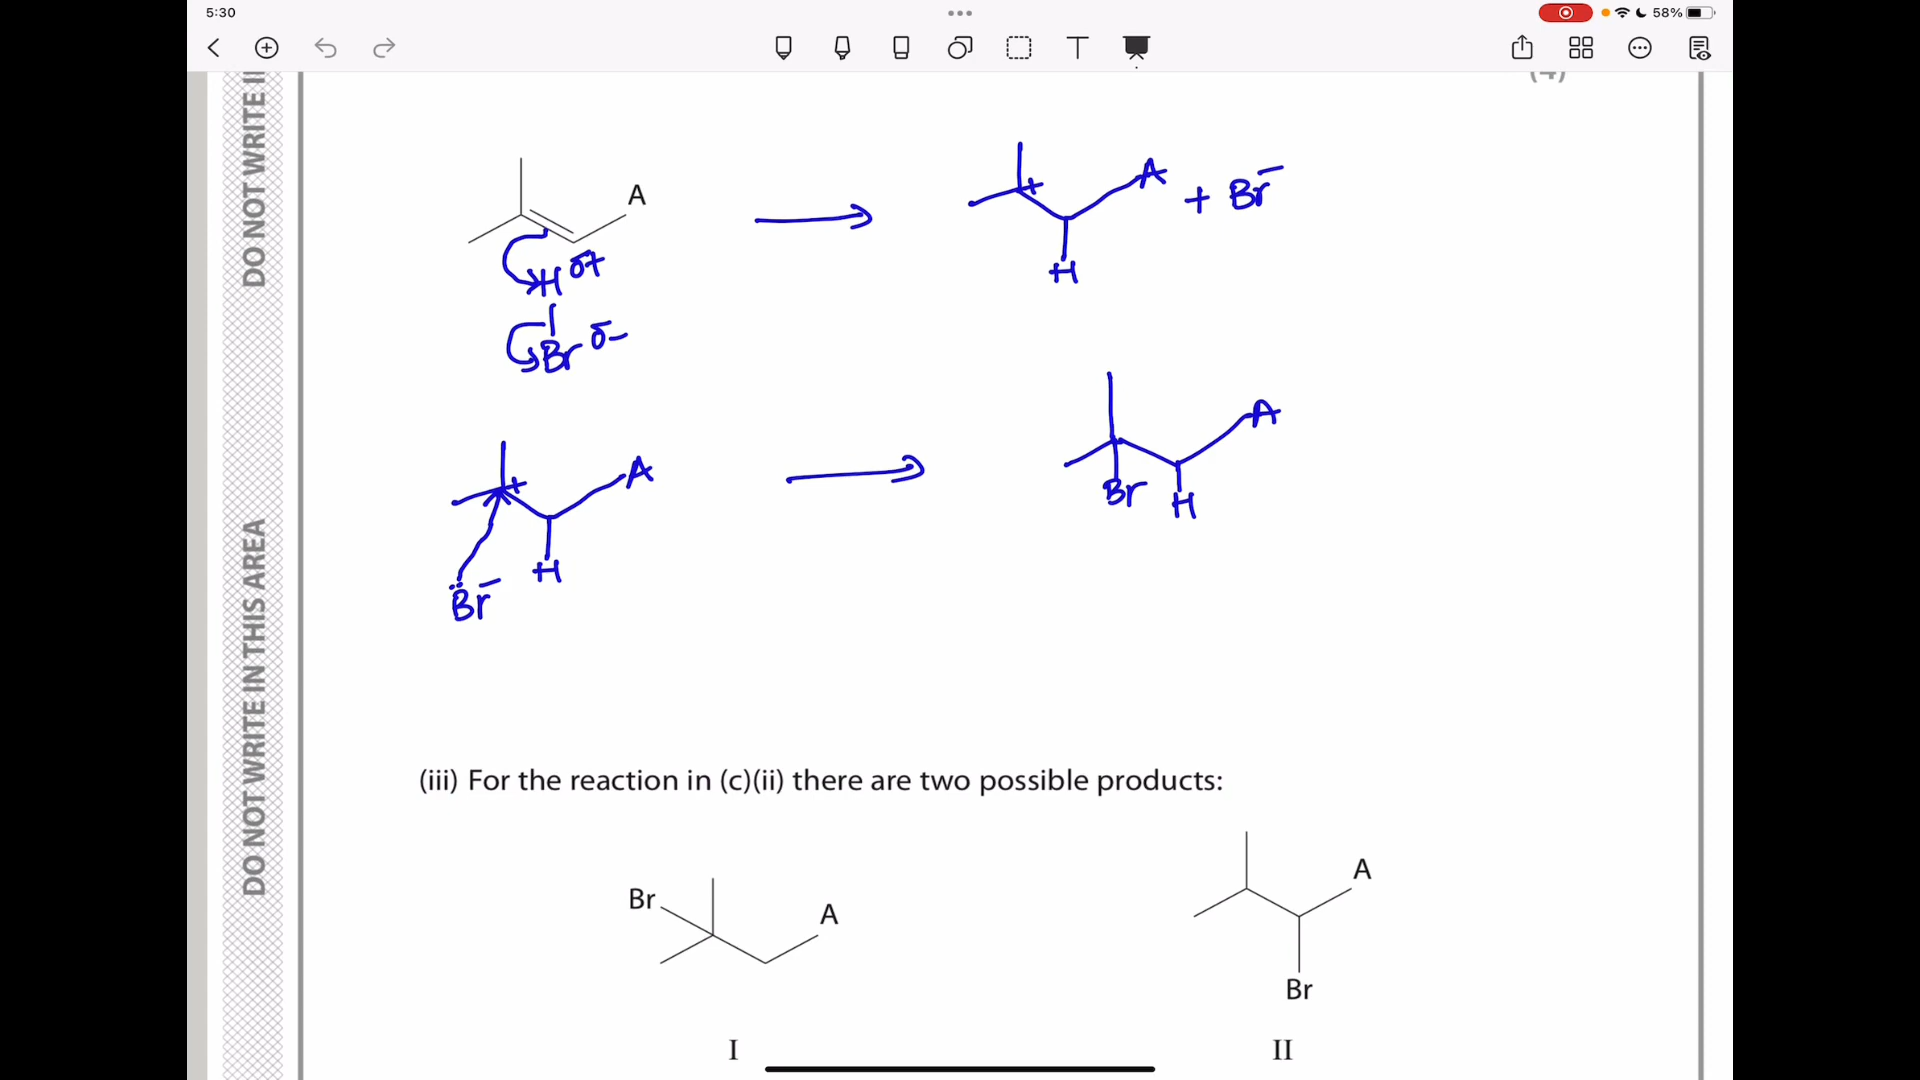 5:30
58%
(4)
DO NOT WRITE I
A
A
+ Br⁻
+
H
H δ+
Br δ-
H
A
A
+
Br
H
H
Br⁻
DO NOT WRITE IN THIS AREA
(iii) For the reaction in (c)(ii) there are two possible products:
A
Br
A
Br
I
II